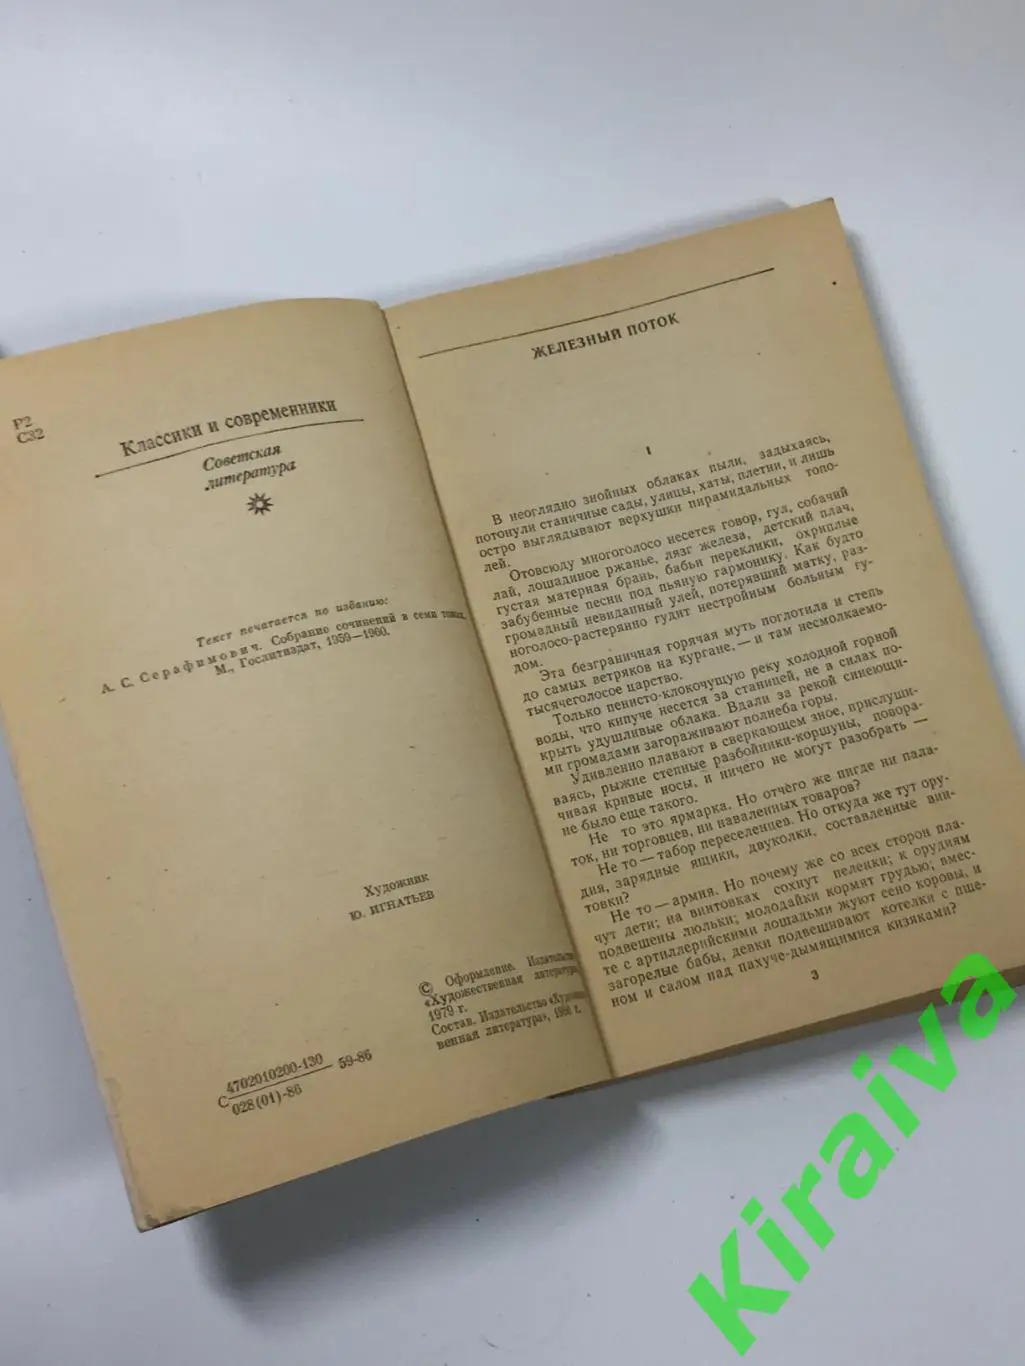 Р2
С32
Классики и современники
Советская
литература
Текст печатается по изданию:
А. С. Серафимович. Собрание сочинений в семи томах,
М., Гослитиздат, 1959—1960.
Художник
Ю. ИГНАТЬЕВ
© Оформление. Издательст
«Художественная литература,
1979 г.
Состав. Издательство «Худож
венная литература», 1986 г.
С 4702010200-130 59-86
028(01)-86
ЖЕЛЕЗНЫЙ ПОТОК
I
В неоглядно знойных облаках пыли, задыхаясь,
потонули станичные сады, улицы, хаты, плетни, и лишь
остро выглядывают верхушки пирамидальных топо-
лей.
Отовсюду многоголосо несется говор, гул, собачий
лай, лошадиное ржанье, лязг железа, детский плач,
густая матерная брань, бабьи переклики, охриплые
забубенные песни под пьяную гармонику. Как будто
громадный невиданный улей, потерявший матку, раз-
ноголосо-растерянно гудит нестройным больным гу-
дом.
Эта безграничная горячая муть поглотила и степь
до самых ветряков на кургане,— и там несмолкаемо-
тысячеголосое царство.
Только пенисто-клокочущую реку холодной горной
воды, что кипуче несется за станицей, не в силах по-
крыть удушливые облака. Вдали за рекой синеющи-
ми громадами загораживают полнеба горы.
Удивленно плавают в сверкающем зное, прислуши-
ваясь, рыжие степные разбойники-коршуны, повора-
чивая кривые носы, и ничего не могут разобрать —
не было еще такого.
Не то это ярмарка. Но отчего же нигде ни пала-
ток, ни торговцев, ни наваленных товаров?
Не то — табор переселенцев. Но откуда же тут ору-
дия, зарядные ящики, двуколки, составленные вин-
товки?
Не то — армия. Но почему же со всех сторон пла-
чут дети; на винтовках сохнут пеленки; к орудиям
подвешены люльки; молодайки кормят грудью; вмес-
те с артиллерийскими лошадьми жуют сено коровы, и
загорелые бабы, девки подвешивают котелки с пше-
ном и салом над пахуче-дымящимися кизяками?
3
Kiraiva